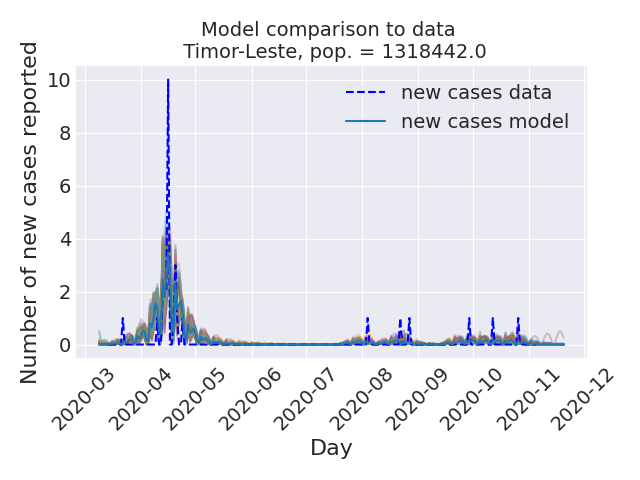 Model comparison to data
Timor-Leste, pop. = 1318442.0
new cases data
new cases model
Number of new cases reported
10
8
6
4
2
0
2020-03
2020-04
2020-05
2020-06
2020-07
2020-08
2020-09
2020-10
2020-11
2020-12
Day